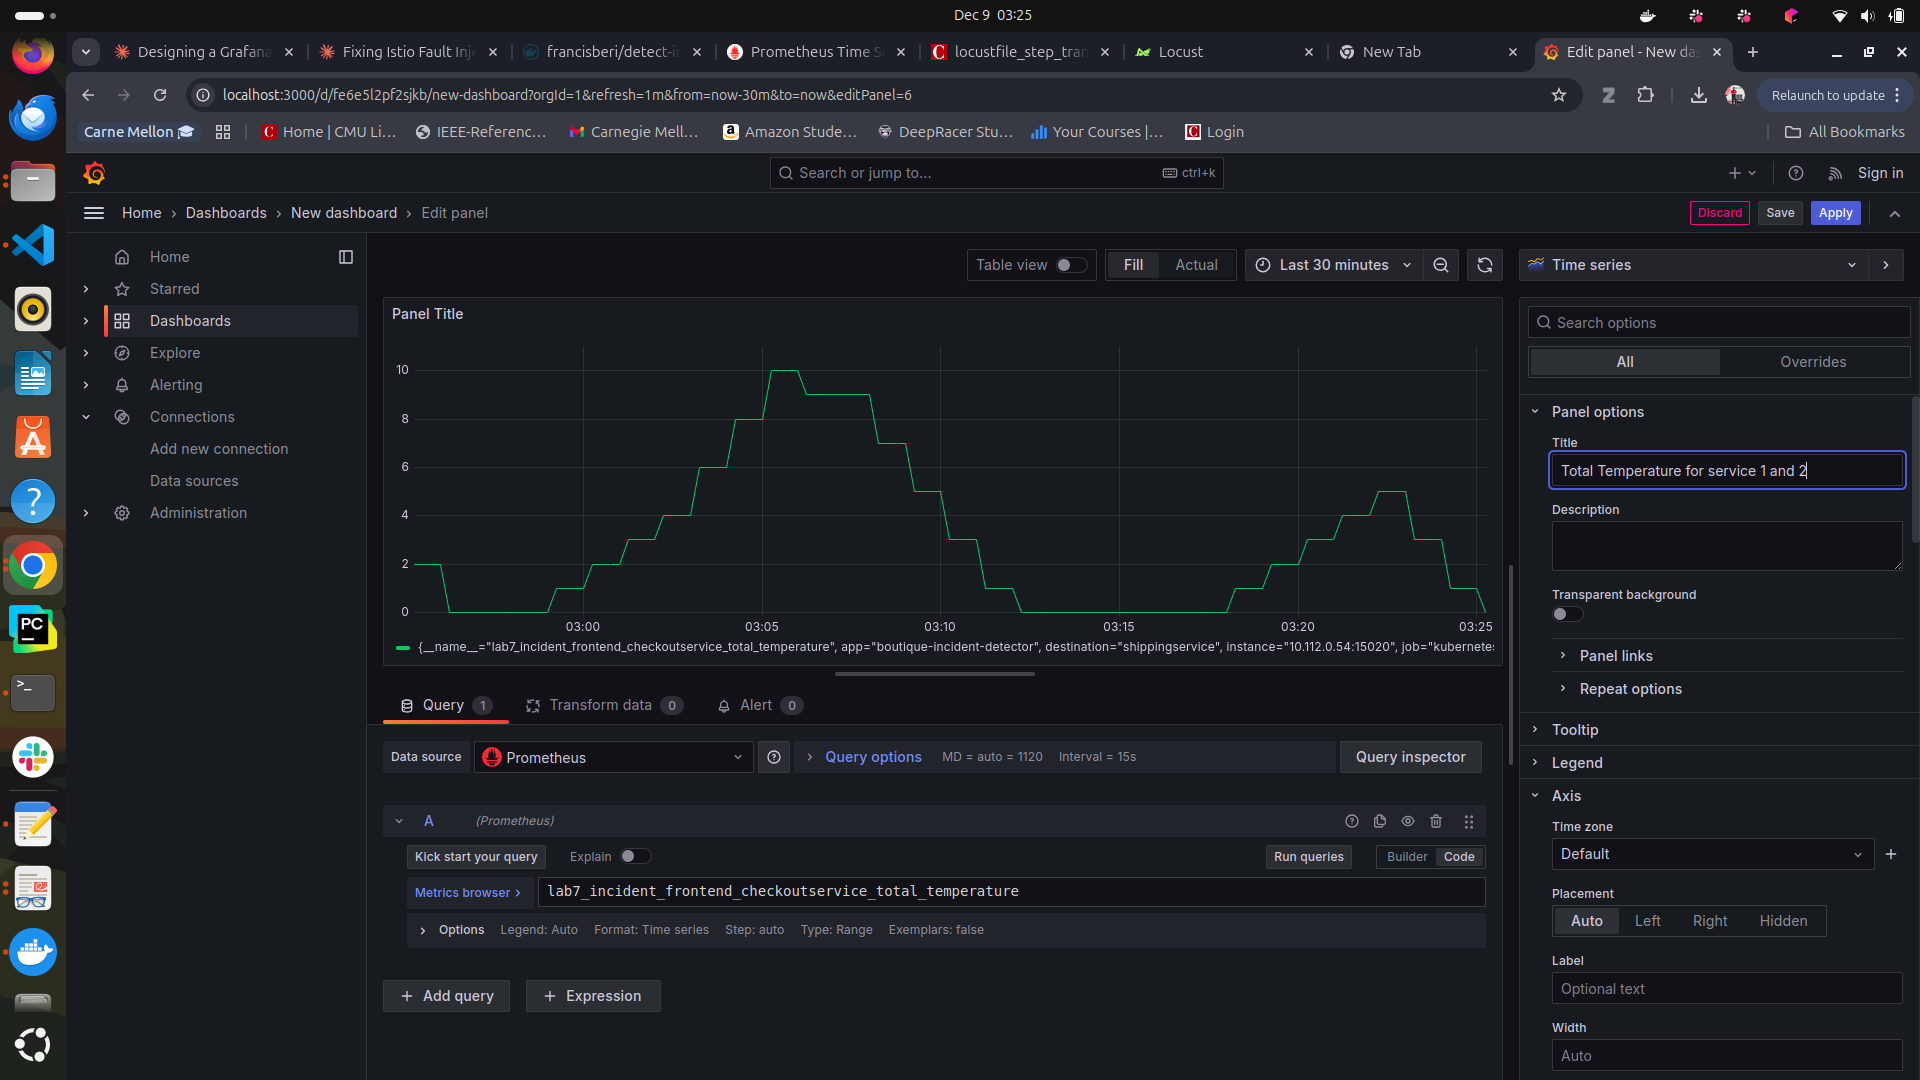 Dec 9 03:25
Designing a Grafana
Fixing Istio Fault Inje
francisberi/detect-in
Prometheus Time S
locustfile_step_tran
Locust
New Tab
Edit panel - New das
localhost:3000/d/fe6e5l2pf2sjkb/new-dashboard?orgId=1&refresh=1m&from=now-30m&to=now&editPanel=6
Relaunch to update
Carne Mellon
Home | CMU Li...
IEEE-Referenc...
Carnegie Mell...
Amazon Stude...
DeepRacer Stu...
Your Courses |...
Login
All Bookmarks
Search or jump to...
ctrl+k
Sign in
Home › Dashboards › New dashboard › Edit panel
Discard
Save
Apply
Home
Starred
Dashboards
Explore
Alerting
Connections
Add new connection
Data sources
Administration
Table view
Fill
Actual
Last 30 minutes
Time series
Panel Title
10
8
6
4
2
0
03:00
03:05
03:10
03:15
03:20
03:25
{__name__="lab7_incident_frontend_checkoutservice_total_temperature", app="boutique-incident-detector", destination="shippingservice", instance="10.112.0.54:15020", job="kubernetes
Query 1
Transform data 0
Alert 0
Data source
Prometheus
Query options
MD = auto = 1120
Interval = 15s
Query inspector
A
(Prometheus)
Kick start your query
Explain
Run queries
Builder
Code
Metrics browser
lab7_incident_frontend_checkoutservice_total_temperature
Options
Legend: Auto
Format: Time series
Step: auto
Type: Range
Exemplars: false
+ Add query
+ Expression
Search options
All
Overrides
Panel options
Title
Total Temperature for service 1 and 2
Description
Transparent background
Panel links
Repeat options
Tooltip
Legend
Axis
Time zone
Default
Placement
Auto
Left
Right
Hidden
Label
Optional text
Width
Auto
PC